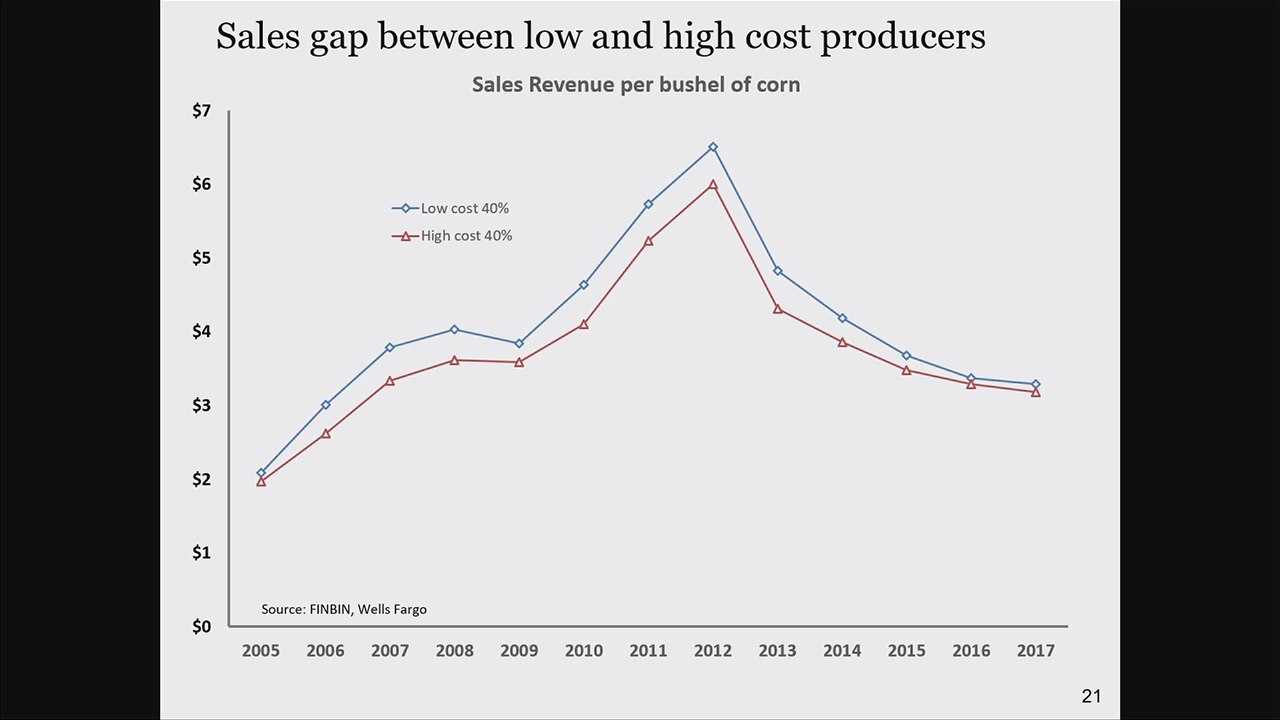 Sales gap between low and high cost producers
Sales Revenue per bushel of corn
$7
$6
$5
$4
$3
$2
$1
$0
Low cost 40%
High cost 40%
Source: FINBIN, Wells Fargo
2005 2006 2007 2008 2009 2010 2011 2012 2013 2014 2015 2016 2017
21